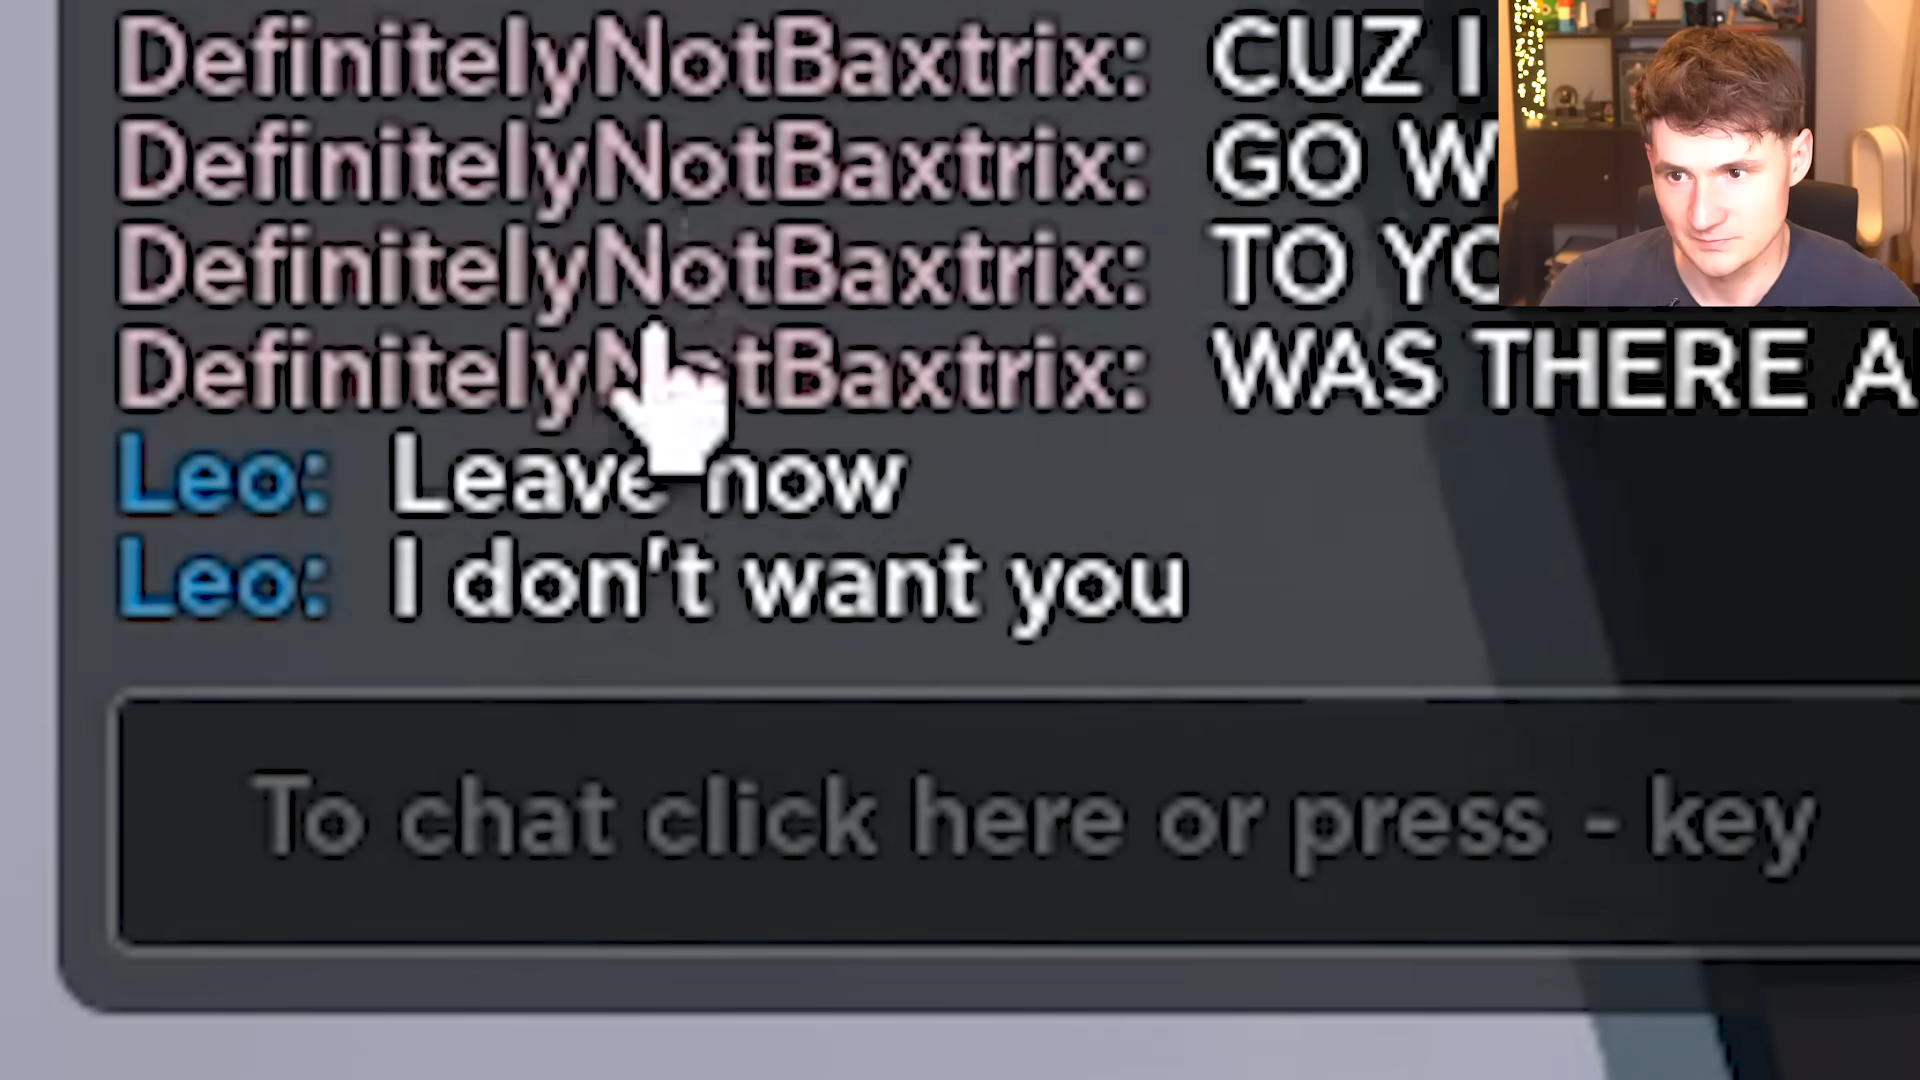 DefinitelyNotBaxtrix: CUZ I
DefinitelyNotBaxtrix: GO
DefinitelyNotBaxtrix: TO
DefinitelyNotBaxtrix: WAS THERE
Leo: Leave now
Leo: I don't want you
To chat click here or press - key